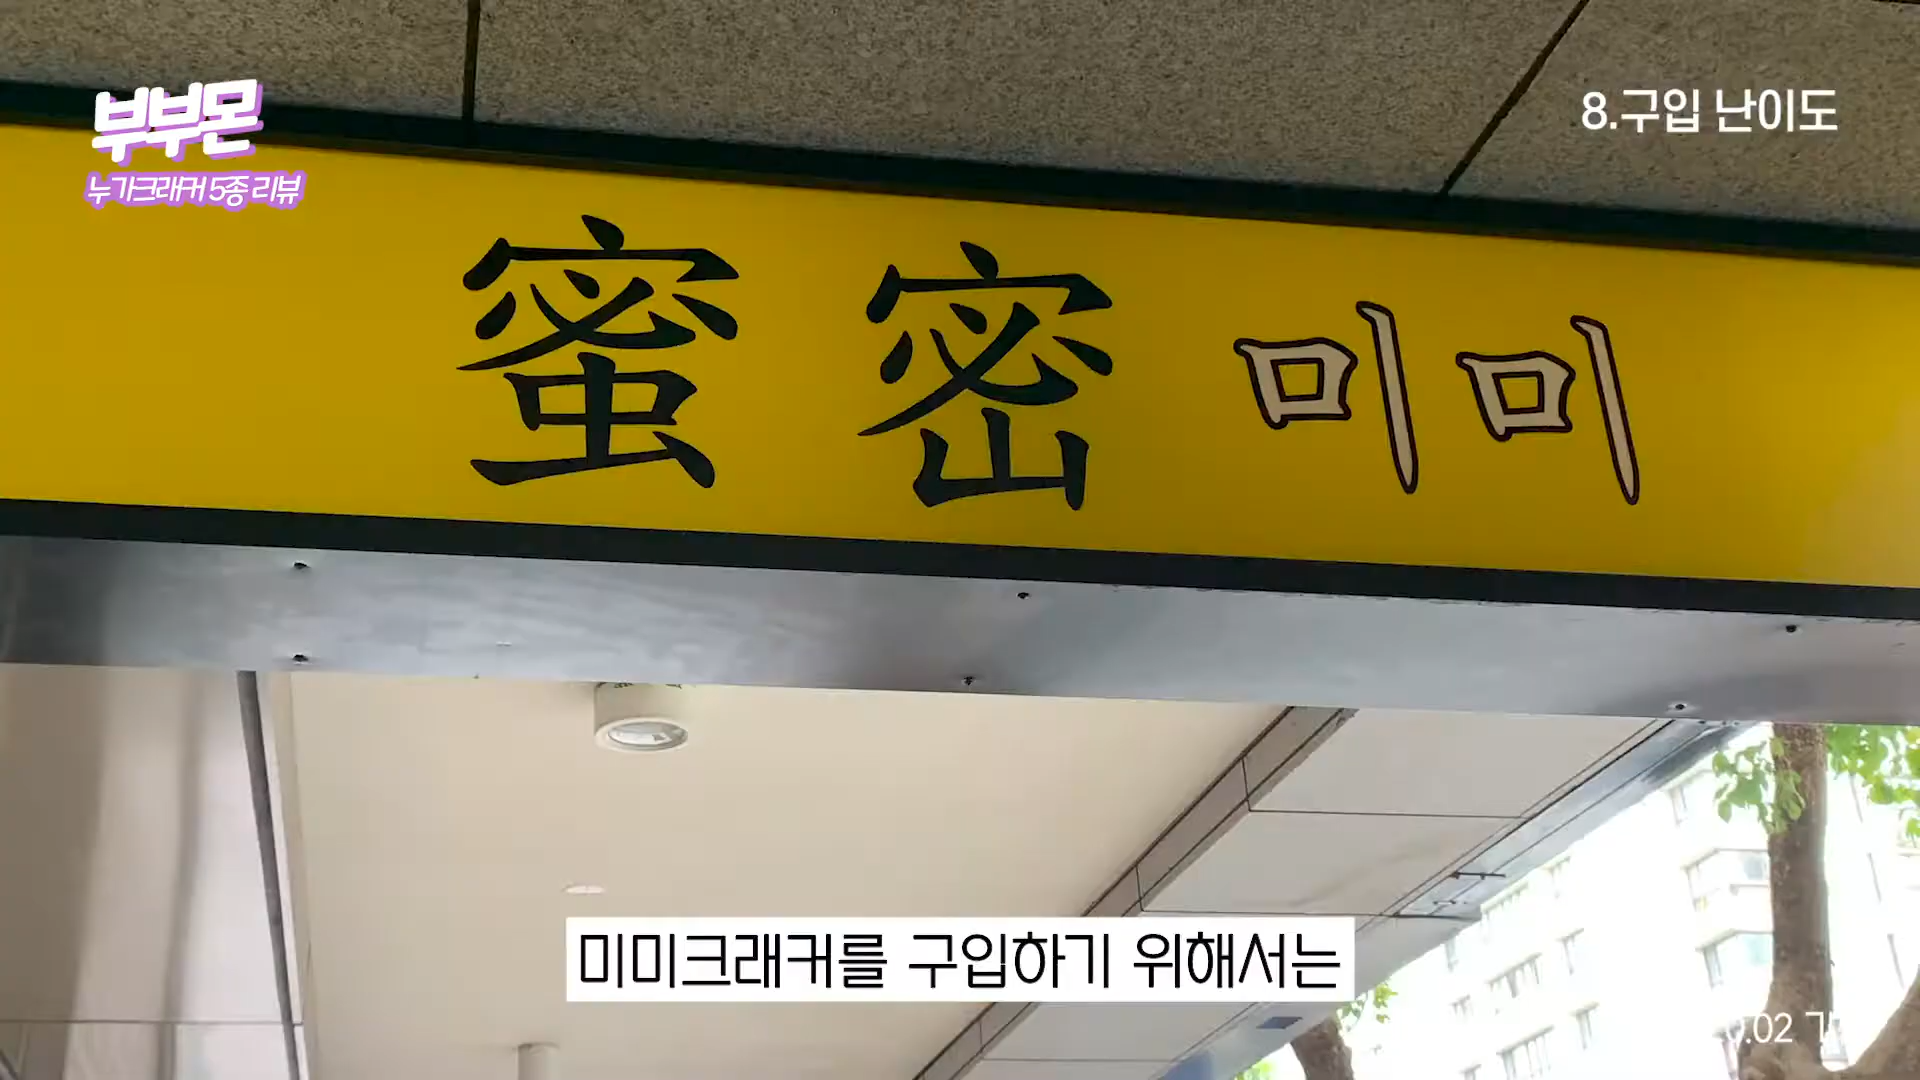 부부몬
누가크래커 5종 리뷰
8.구입 난이도
蜜密 미미
미미크래커를 구입하기 위해서는